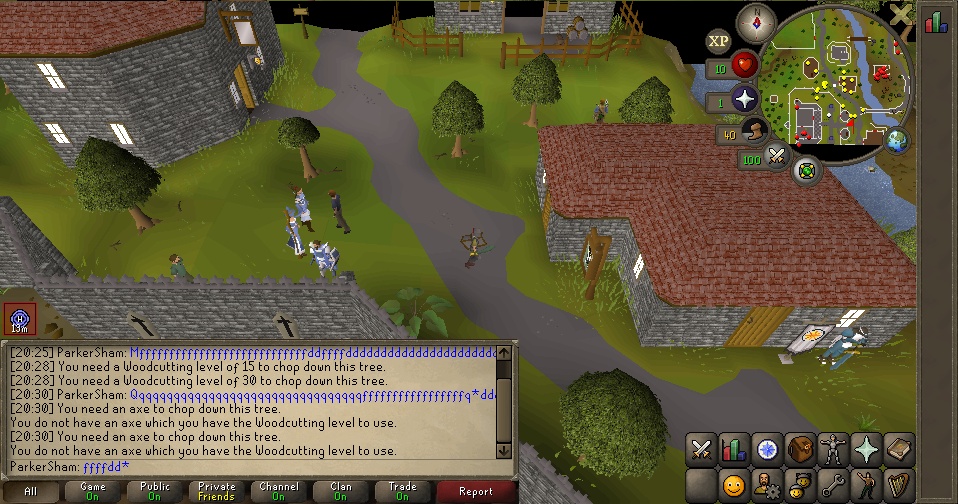 XP
10
1
40
100
13m
[20:25] ParkerSham: Mfffffffffffffffffffffffffffffddffffddddddddddddddddddddddd
[20:28] You need a Woodcutting level of 15 to chop down this tree.
[20:28] You need a Woodcutting level of 30 to chop down this tree.
[20:30] ParkerSham: Qqqqqqqqqqqqqqqqqqqqqqqqqqqqqqqqffffffffffffffffffq*dd
[20:30] You need an axe to chop down this tree.
You do not have an axe which you have the Woodcutting level to use.
[20:30] You need an axe to chop down this tree.
You do not have an axe which you have the Woodcutting level to use.
ParkerSham: ffffdd*
All Game Public Private Channel Clan Trade Report
On On Friends On On On